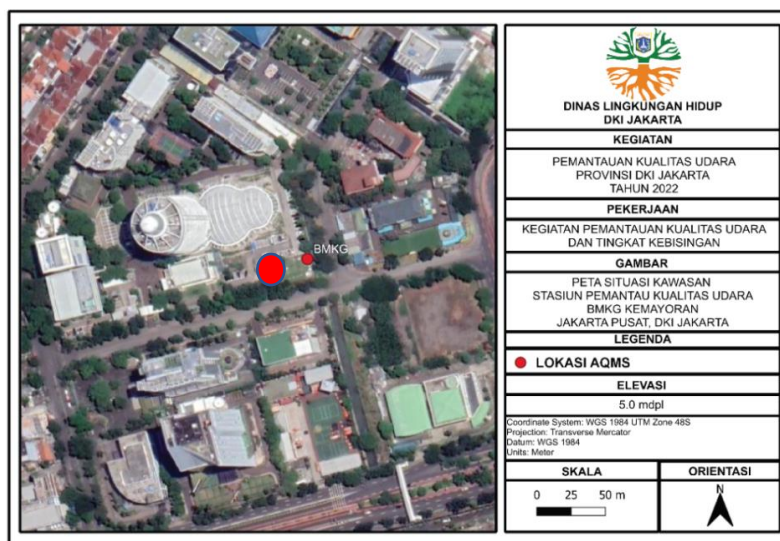 BMKG
DINAS LINGKUNGAN HIDUP
DKI JAKARTA
KEGIATAN
PEMANTAUAN KUALITAS UDARA
PROVINSI DKI JAKARTA
TAHUN 2022
PEKERJAAN
KEGIATAN PEMANTAUAN KUALITAS UDARA
DAN TINGKAT KEBISINGAN
GAMBAR
PETA SITUASI KAWASAN
STASIUN PEMANTAU KUALITAS UDARA
BMKG KEMAYORAN
JAKARTA PUSAT, DKI JAKARTA
LEGENDA
LOKASI AQMS
ELEVASI
5.0 mdpl
Coordinate System: WGS 1984 UTM Zone 48S
Projection: Transverse Mercator
Datum: WGS 1984
Units: Meter
SKALA
0 25 50 m
ORIENTASI
N